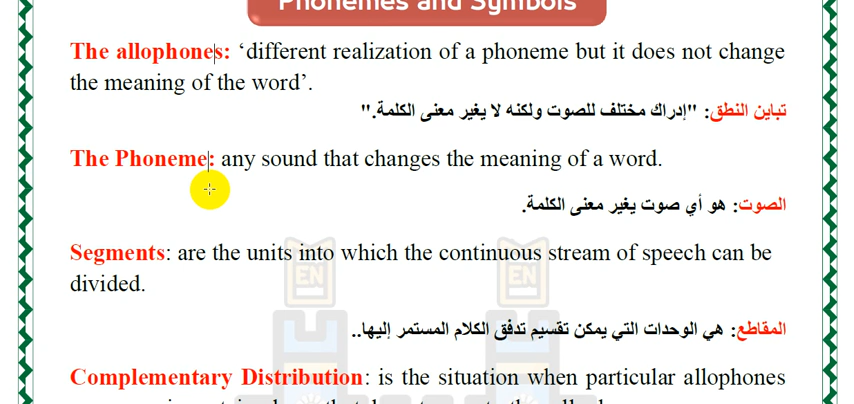 Phonemes and Symbols
The allophones: ‘different realization of a phoneme but it does not change
the meaning of the word’.
تباين النطق: "إدراك مختلف للصوت ولكنه لا يغير معنى الكلمة."
The Phoneme: any sound that changes the meaning of a word.
الصوت: هو أي صوت يغير معنى الكلمة.
Segments: are the units into which the continuous stream of speech can be
divided.
EN EN
المقاطع: هي الوحدات التي يمكن تقسيم تدفق الكلام المستمر إليها..
Complementary Distribution: is the situation when particular allophones